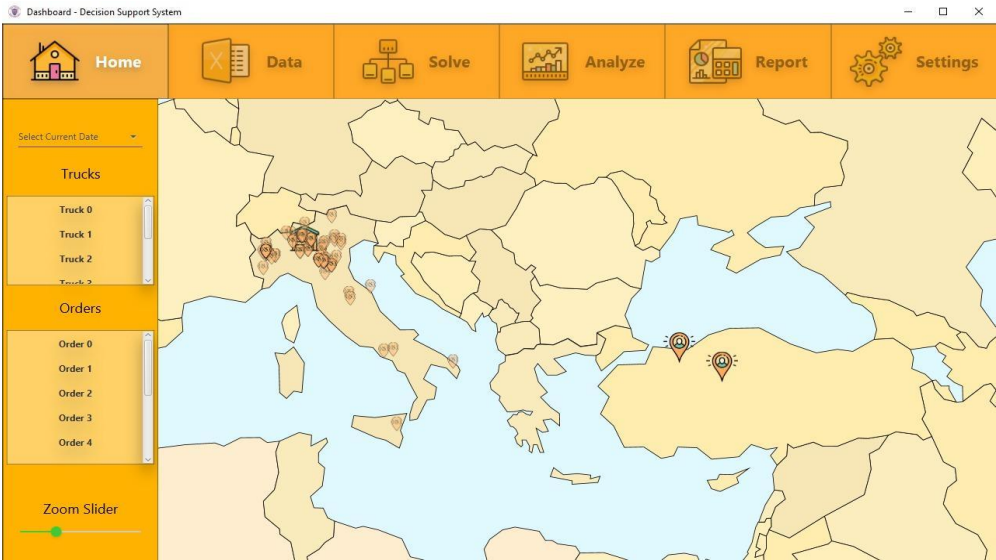 Dashboard - Decision Support System
Home
Data
Solve
Analyze
Report
Settings
Select Current Date
Trucks
Truck 0
Truck 1
Truck 2
Orders
Order 0
Order 1
Order 2
Order 3
Order 4
Zoom Slider